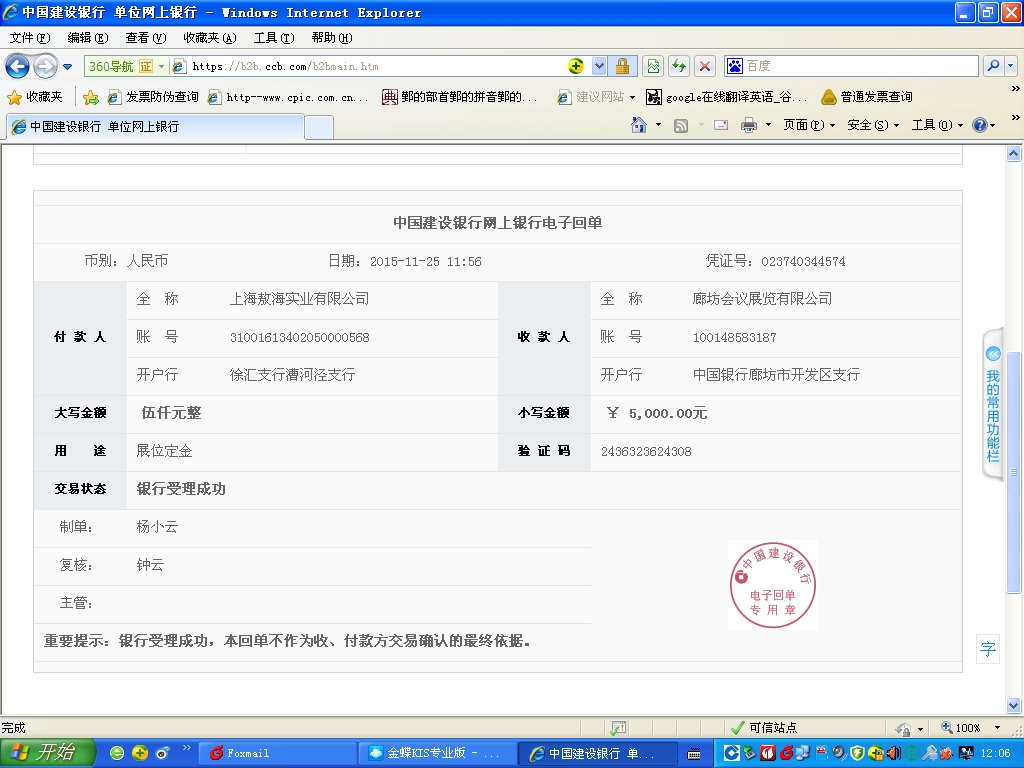 中国建设银行 单位网上银行 - Windows Internet Explorer
文件(F) 编辑(E) 查看(V) 收藏夹(A) 工具(T) 帮助(H)
360导航 证 https://b2b.ccb.com/b2bmain.htm 百度
收藏夹 发票防伪查询 http--www.cpic.com.cn... 鄞的部首鄞的拼音鄞的... 建议网站 google在线翻译英语_谷... 普通发票查询
中国建设银行 单位网上银行 页面(P) 安全(S) 工具(O)
中国建设银行网上银行电子回单
币别：人民币 日期：2015-11-25 11:56 凭证号：023740344574
付款人 全称 上海敖海实业有限公司 收款人 全称 廊坊会议展览有限公司
账号 31001613402050000568 账号 100148583187
开户行 徐汇支行漕河泾支行 开户行 中国银行廊坊市开发区支行
大写金额 伍仟元整 小写金额 ￥ 5,000.00元
用途 展位定金 验证码 2436323624308
交易状态 银行受理成功
制单： 杨小云
复核： 钟云
主管：
中国建设银行
电子回单
专用章
重要提示：银行受理成功，本回单不作为收、付款方交易确认的最终依据。
我的常用功能栏
字
完成 可信站点 100%
开始 Foxmail 金蝶KIS专业版 - ... 中国建设银行 单... 12:06